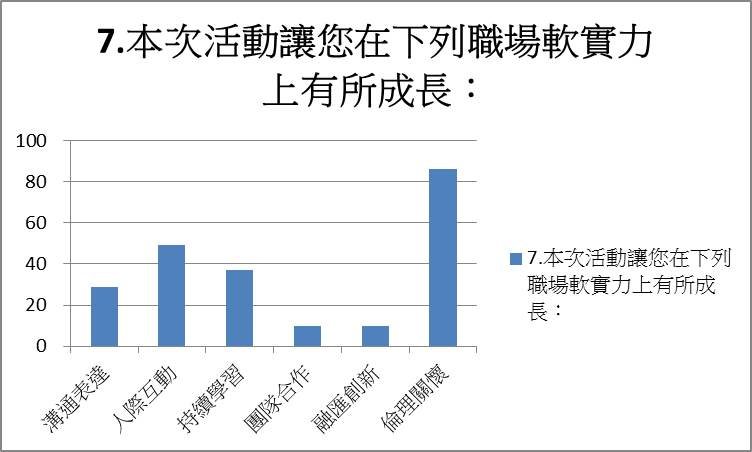 7.本次活動讓您在下列職場軟實力
上有所成長：
100
80
60
40
20
0
溝通表達
人際互動
持續學習
團隊合作
融匯創新
倫理關懷
7.本次活動讓您在下列
職場軟實力上有所成
長：